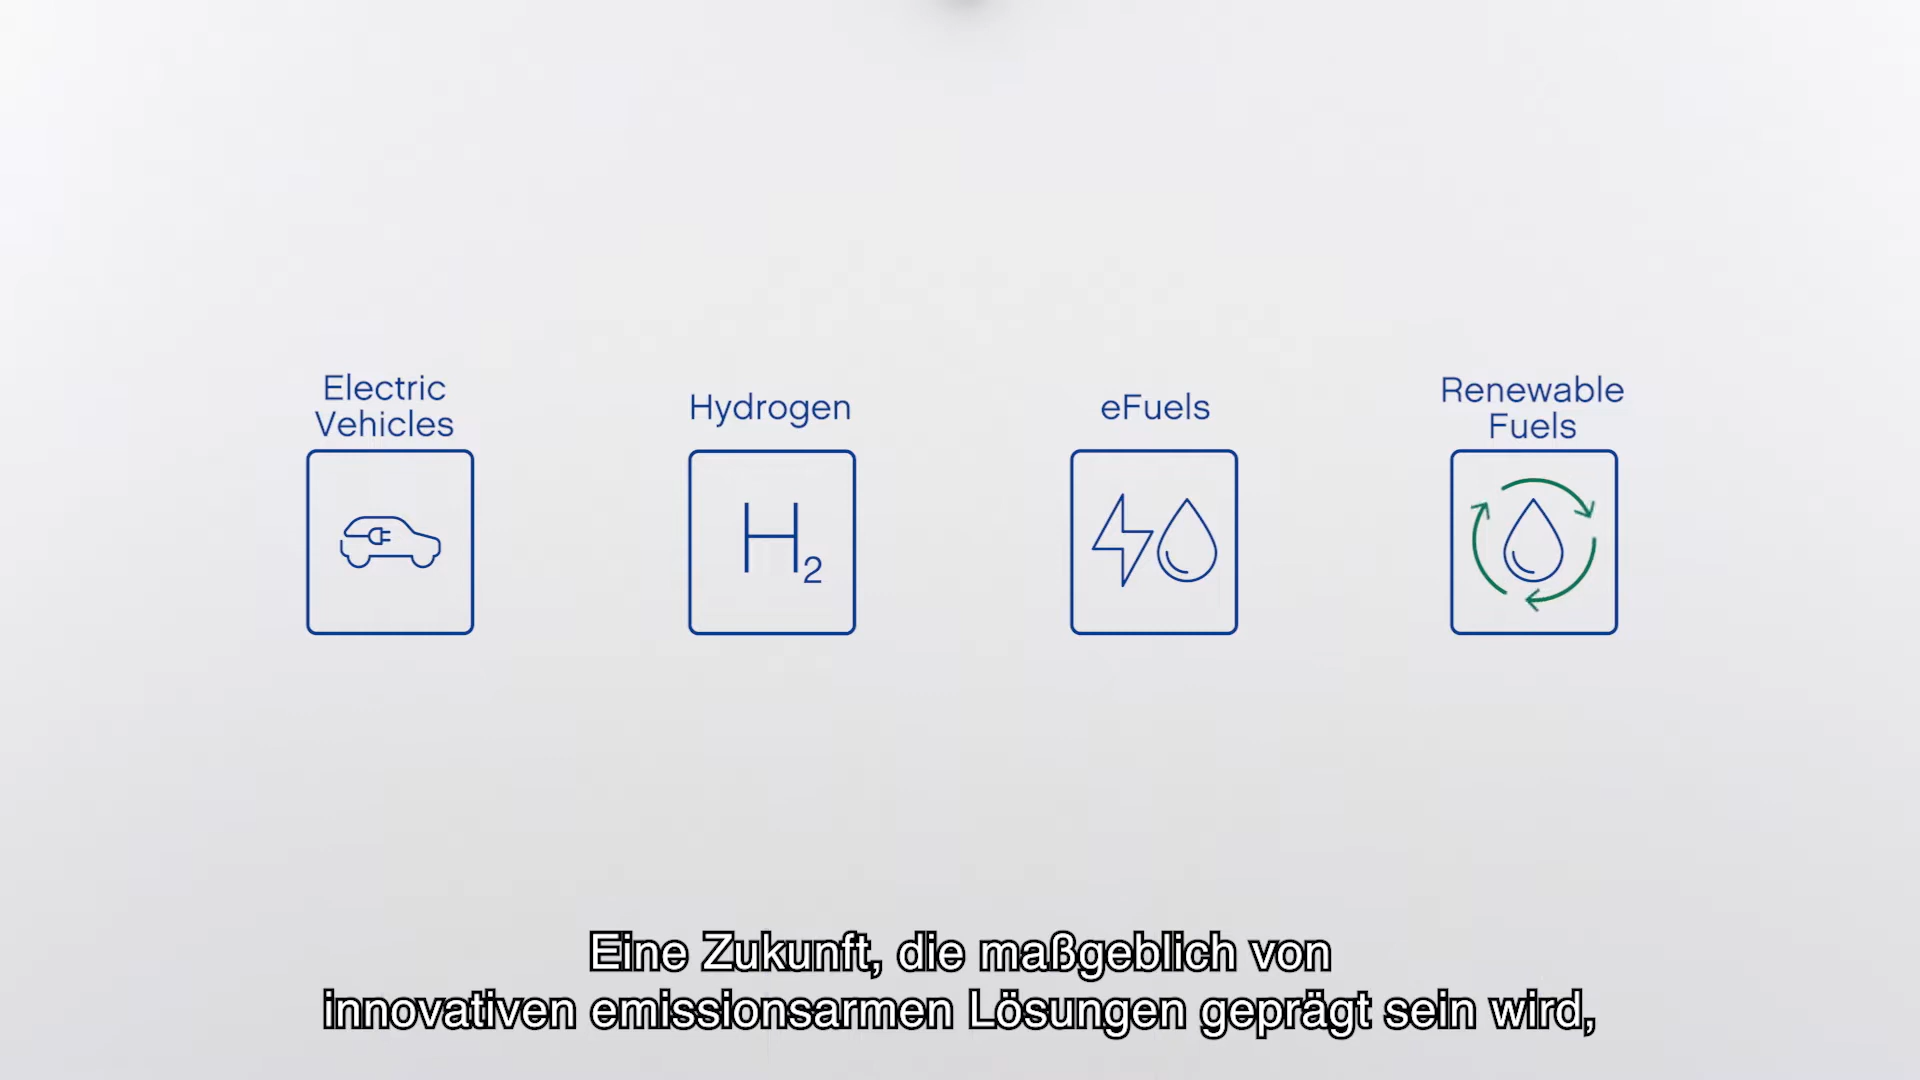 Electric
Vehicles
Hydrogen
eFuels
Renewable
Fuels
H2
Eine Zukunft, die maßgeblich von
innovativen emissionsarmen Lösungen geprägt sein wird,